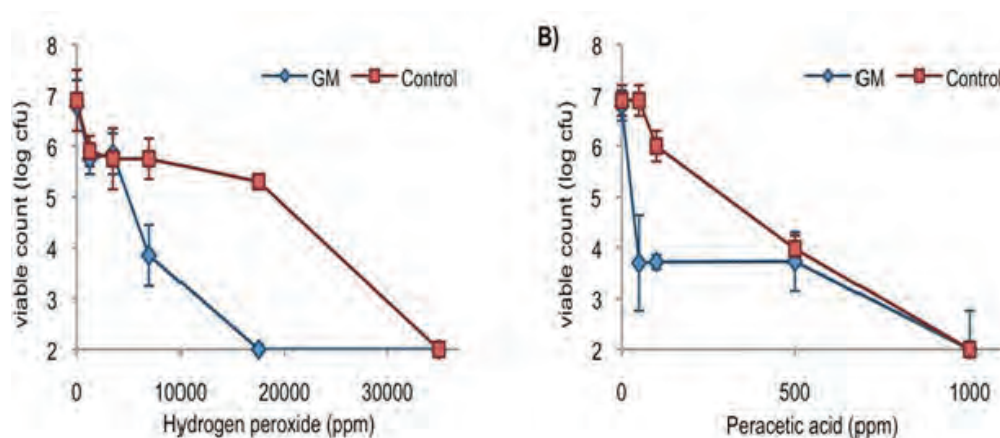 B)
8
7
6
5
4
3
2
viable count (log cfu)
GM Control
0 10000 20000 30000
Hydrogen peroxide (ppm)
8
7
6
5
4
3
2
viable count (log cfu)
GM Control
0 5000 1000
Peracetic acid (ppm)